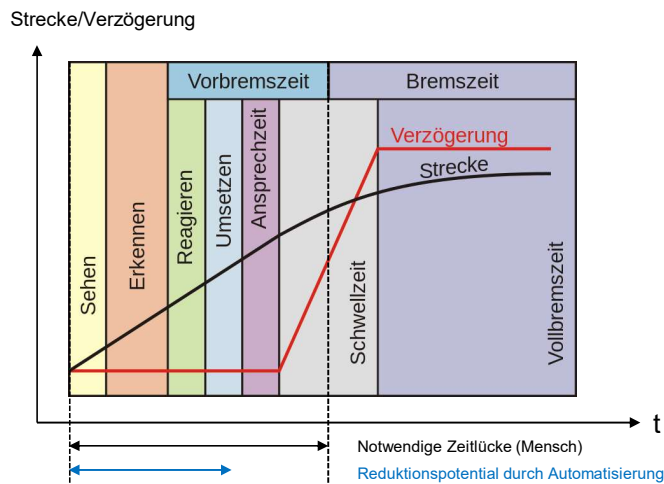 Strecke/Verzögerung
Vorbremszeit
Bremszeit
Sehen
Erkennen
Reagieren
Umsetzen
Ansprechzeit
Schwellzeit
Verzögerung
Strecke
Vollbremszeit
t
Notwendige Zeitlücke (Mensch)
Reduktionspotential durch Automatisierung